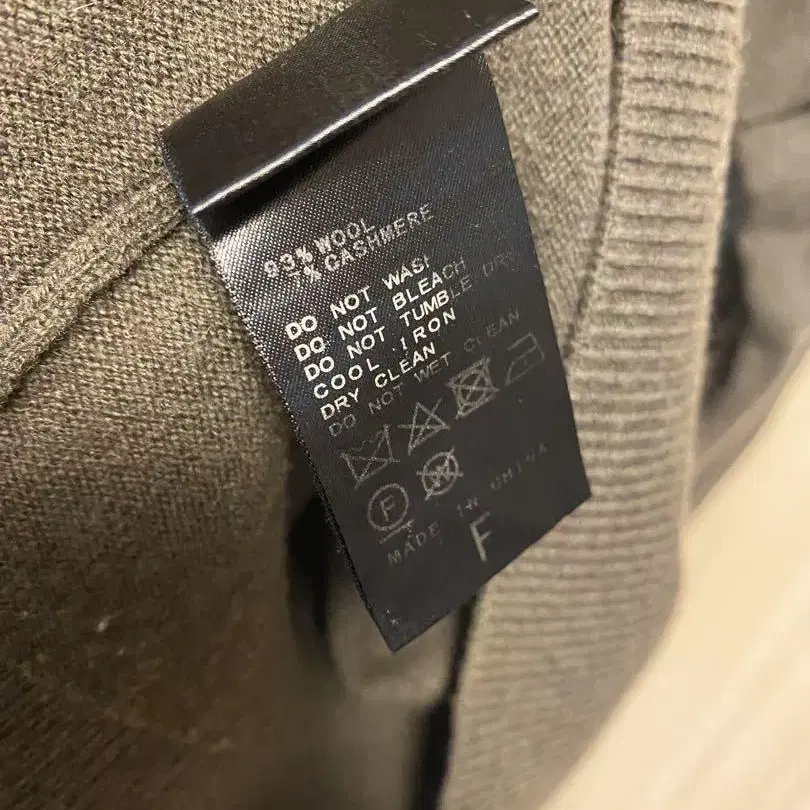 93% WOOL
7% CASHMERE
DO NOT WASH
DO NOT BLEACH
DO NOT TUMBLE DRY
COOL IRON
DRY CLEAN
DO NOT WET CLEAN
F W
MADE IN CHINA
F